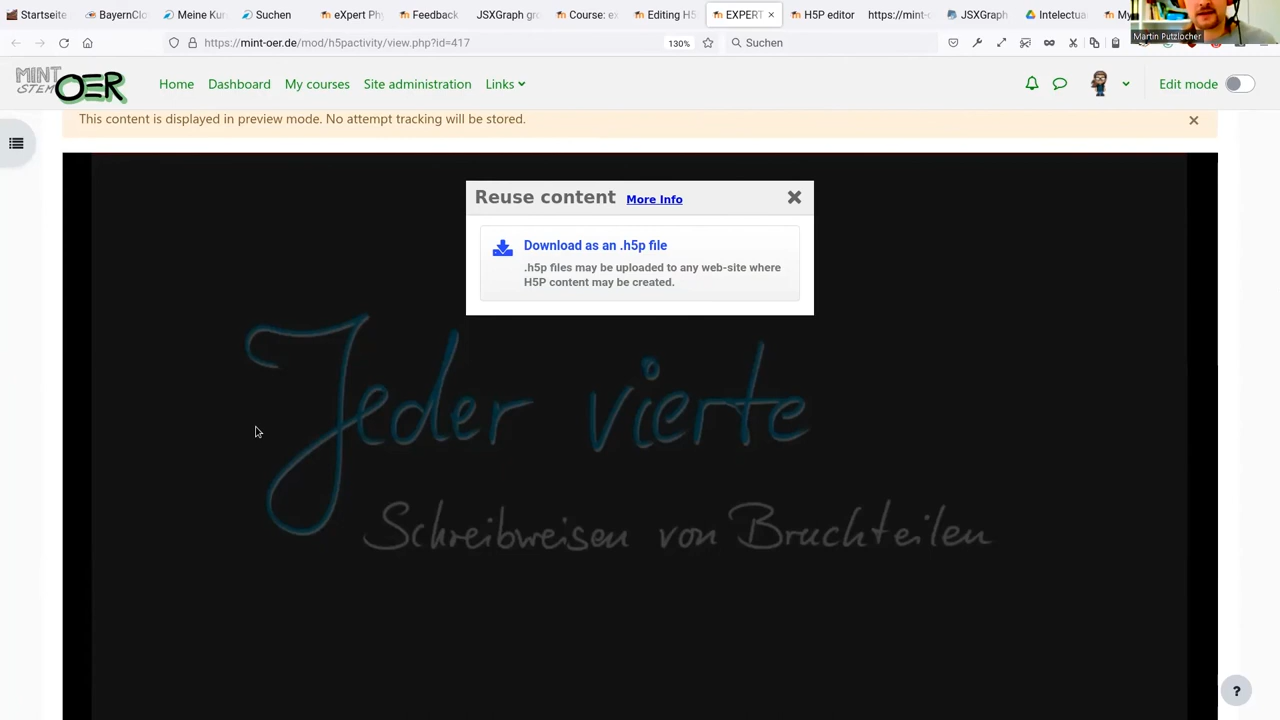 Startseite
BayernClo
Meine Kur
Suchen
eXpert Ph
Feedback
JSXGraph gr
Course: e
Editing H5
EXPERT
H5P editor
https://mint-o
JSXGraph
Intelectua
My
https://mint-oer.de/mod/h5pactivity/view.php?id=417
130%
Suchen
Martin Putzlocher
MINT
STEM
OER
Home
Dashboard
My courses
Site administration
Links
Edit mode
This content is displayed in preview mode. No attempt tracking will be stored.
Reuse content More Info
Download as an .h5p file
.h5p files may be uploaded to any web-site where
H5P content may be created.
Jeder vierte
Schreibweisen von Bruchteilen
?